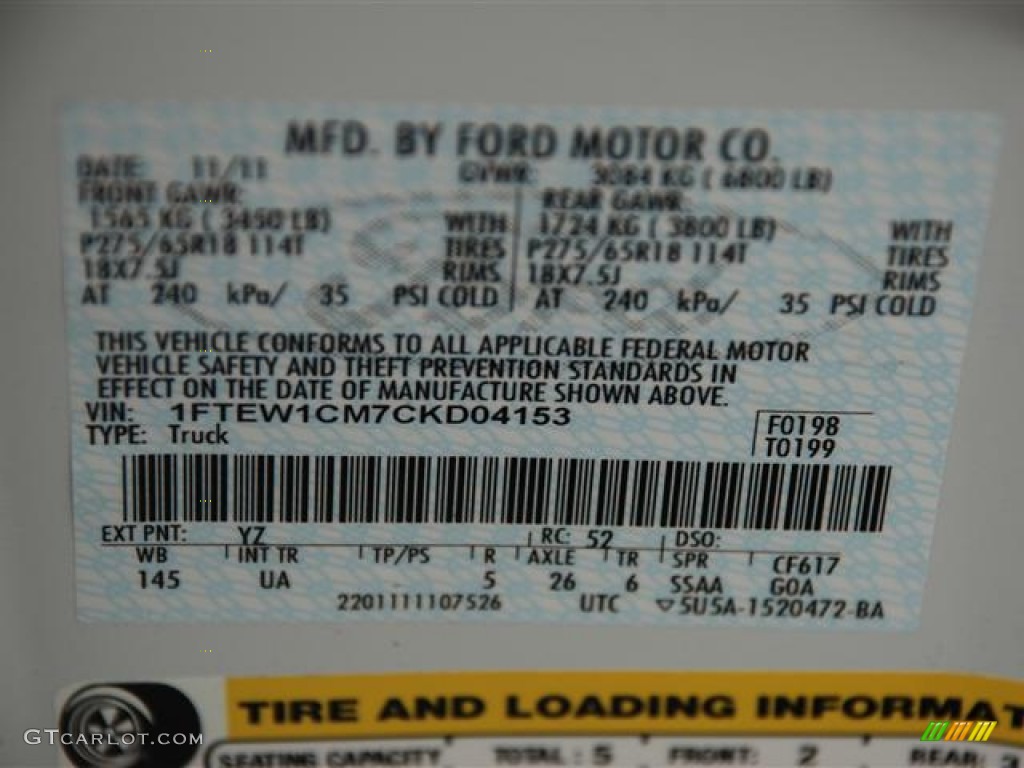 MFD. BY FORD MOTOR CO.
DATE: 11/11 GVWR: 3084 KG ( 6800 LB)
FRONT GAWR: REAR GAWR:
1565 KG ( 3450 LB) WITH 1724 KG ( 3800 LB) WITH
P275/65R18 114T TIRES P275/65R18 114T TIRES
18X7.5J RIMS 18X7.5J RIMS
AT 240 kPa/ 35 PSI COLD AT 240 kPa/ 35 PSI COLD
THIS VEHICLE CONFORMS TO ALL APPLICABLE FEDERAL MOTOR
VEHICLE SAFETY AND THEFT PREVENTION STANDARDS IN
EFFECT ON THE DATE OF MANUFACTURE SHOWN ABOVE.
VIN: 1FTEW1CM7CKD04153 F0198
TYPE: Truck T0199
EXT PNT: YZ RC: 52 DSO:
WB INT TR TP/PS R AXLE TR SPR CF617
145 UA 5 26 6 SSAA GOA
2201111107526 UTC 5U5A-1520472-BA
TIRE AND LOADING INFORMAT
SEATING CAPACITY TOTAL : 5 FRONT: 2 REAR: 3
GTcarlot.com